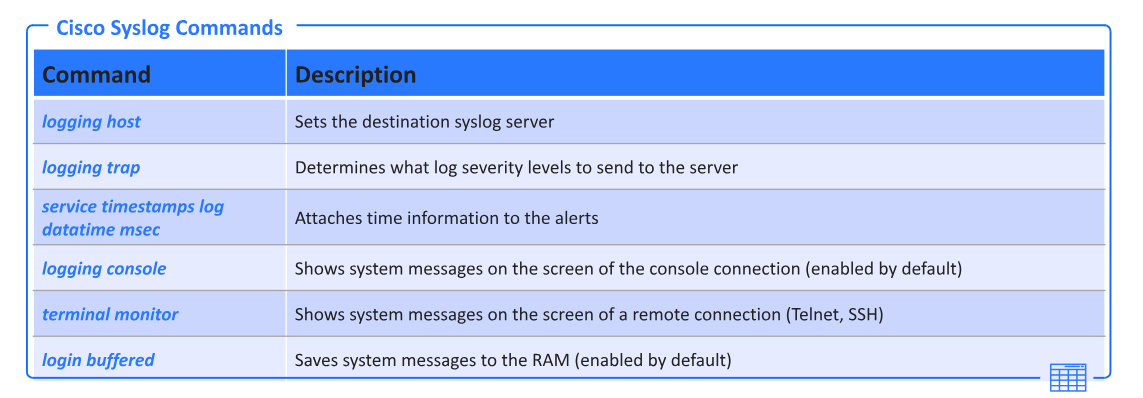 Cisco Syslog Commands
Command Description
logging host Sets the destination syslog server
logging trap Determines what log severity levels to send to the server
service timestamps log
datatime msec Attaches time information to the alerts
logging console Shows system messages on the screen of the console connection (enabled by default)
terminal monitor Shows system messages on the screen of a remote connection (Telnet, SSH)
login buffered Saves system messages to the RAM (enabled by default)